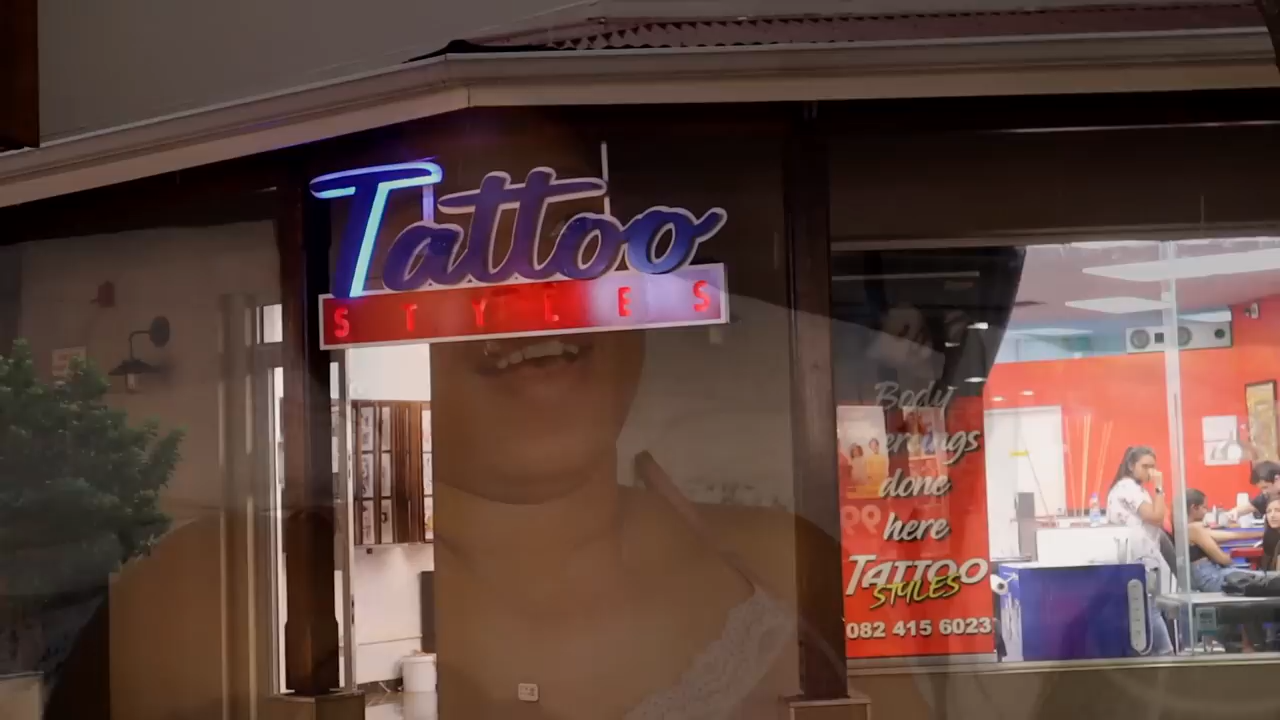 Tattoo
STYLES
Body
done
here
TATTOO
STYLES
082 415 6023